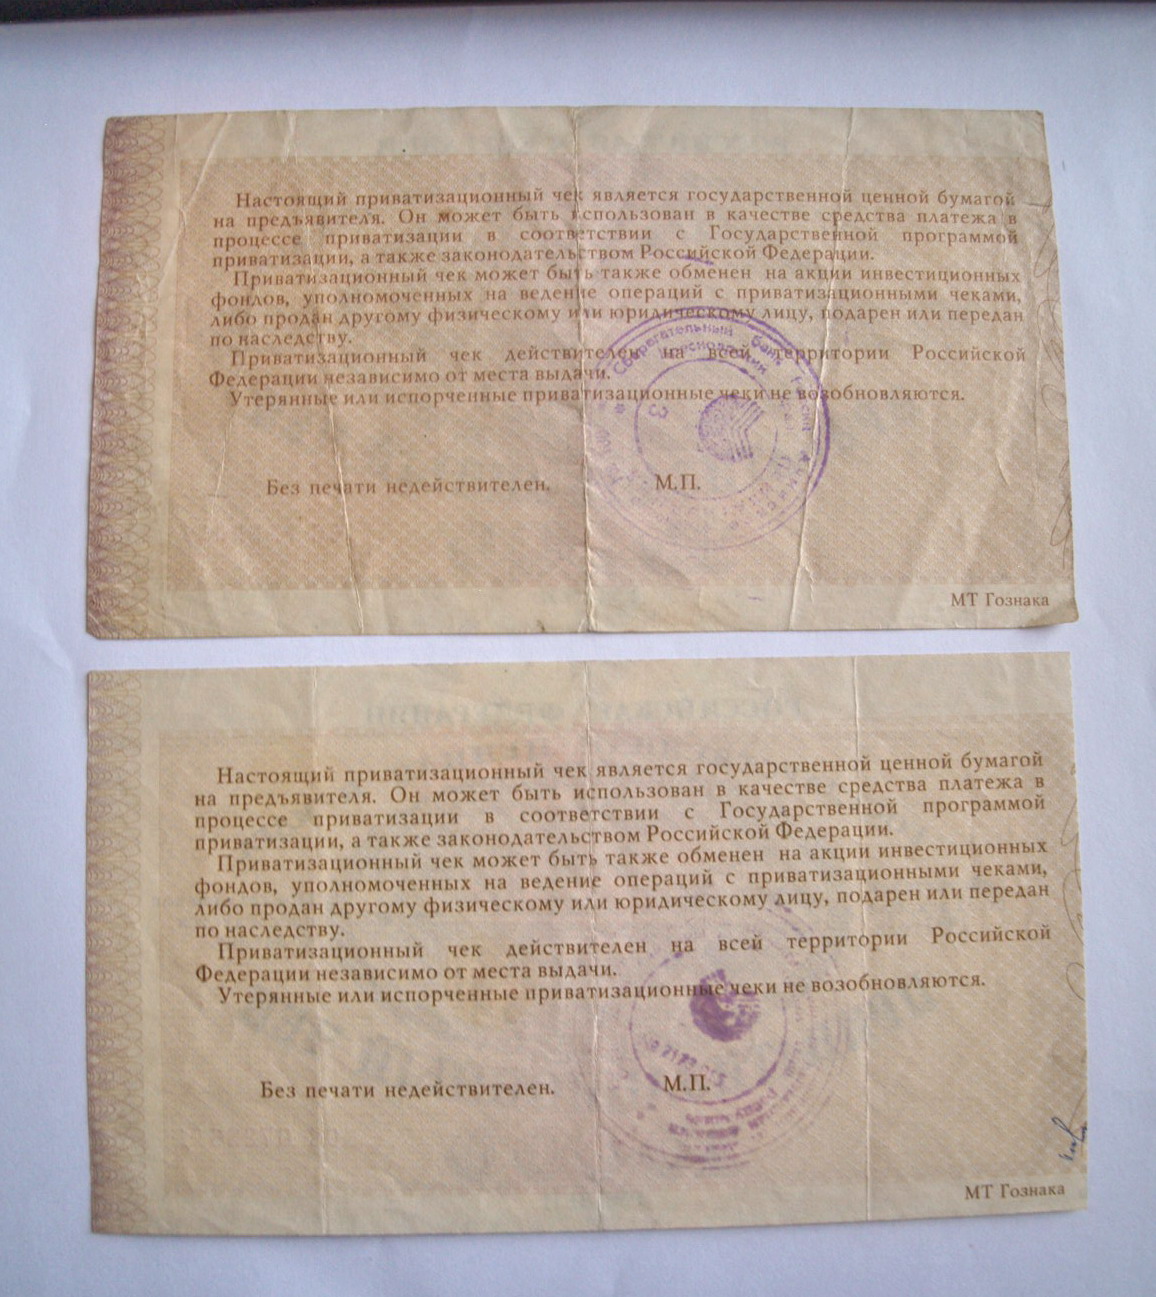 Настоящий приватизационный чек является государственной ценной бумагой
на предъявителя. Он может быть использован в качестве средства платежа в
процессе приватизации в соответствии с Государственной программой
приватизации, а также законодательством Российской Федерации.
Приватизационный чек может быть также обменен на акции инвестиционных
фондов, уполномоченных на ведение операций с приватизационными чеками,
либо продан другому физическому или юридическому лицу, подарен или передан
по наследству.
Приватизационный чек действителен на всей территории Российской
Федерации независимо от места выдачи.
Утерянные или испорченные приватизационные чеки не возобновляются.
Сберегательный банк
Без печати недействителен.
М.П.
МТ Гознака
Настоящий приватизационный чек является государственной ценной бумагой
на предъявителя. Он может быть использован в качестве средства платежа в
процессе приватизации в соответствии с Государственной программой
приватизации, а также законодательством Российской Федерации.
Приватизационный чек может быть также обменен на акции инвестиционных
фондов, уполномоченных на ведение операций с приватизационными чеками,
либо продан другому физическому или юридическому лицу, подарен или передан
по наследству.
Приватизационный чек действителен на всей территории Российской
Федерации независимо от места выдачи.
Утерянные или испорченные приватизационные чеки не возобновляются.
Без печати недействителен.
М.П.
МТ Гознака